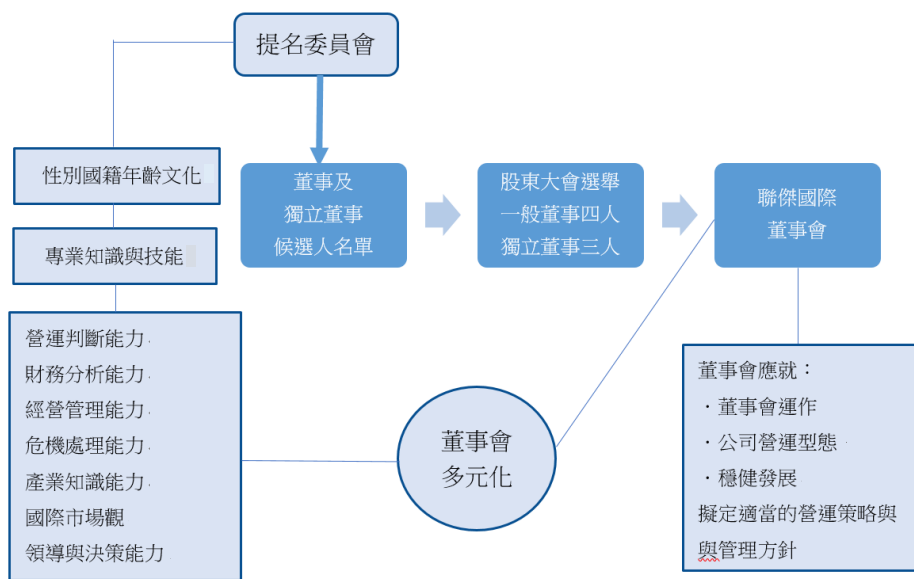 提名委員會
性別國籍年齡文化
專業知識與技能
營運判斷能力
財務分析能力
經營管理能力
危機處理能力
產業知識能力
國際市場觀
領導與決策能力
董事及
獨立董事
候選人名單
股東大會選舉
一般董事四人
獨立董事三人
聯傑國際
董事會
董事會
多元化
董事會應就：
·董事會運作
·公司營運型態
·穩健發展
擬定適當的營運策略與
與管理方針